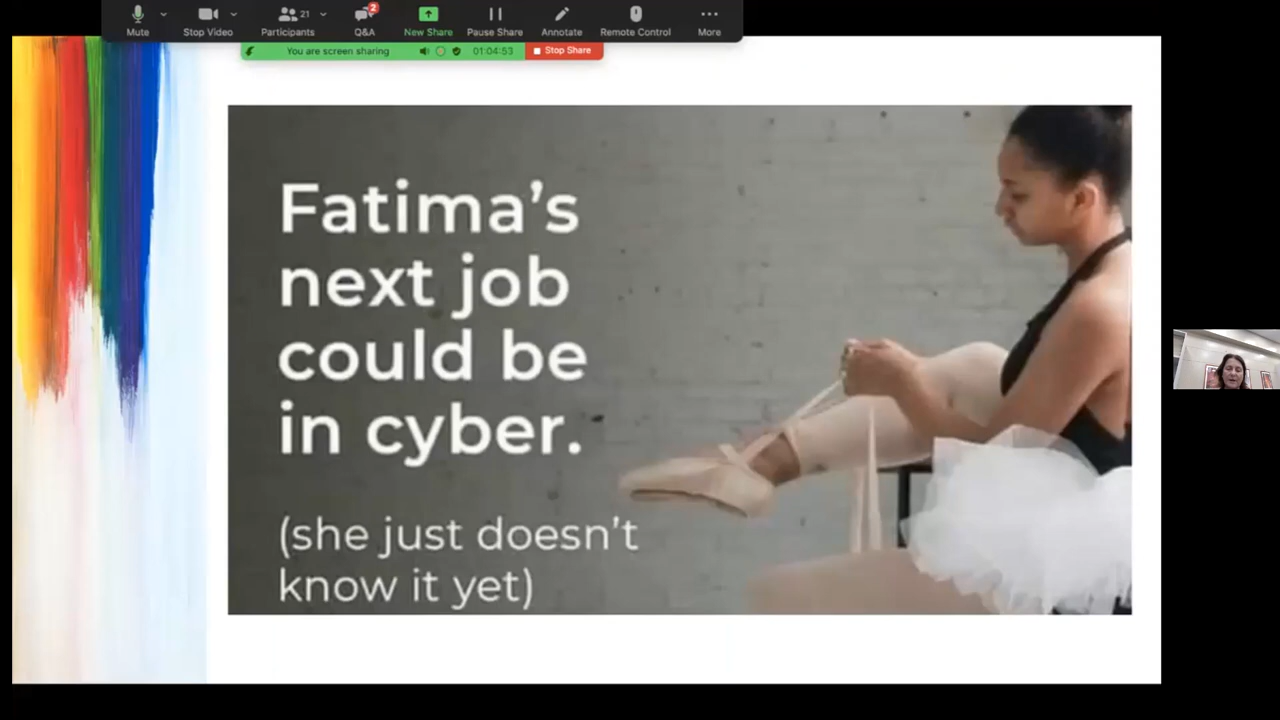 21
2
Mute
Stop Video
Participants
Q&A
New Share
Pause Share
Annotate
Remote Control
More
You are screen sharing
01:04:53
Stop Share
Fatima’s
next job
could be
in cyber.
(she just doesn’t
know it yet)